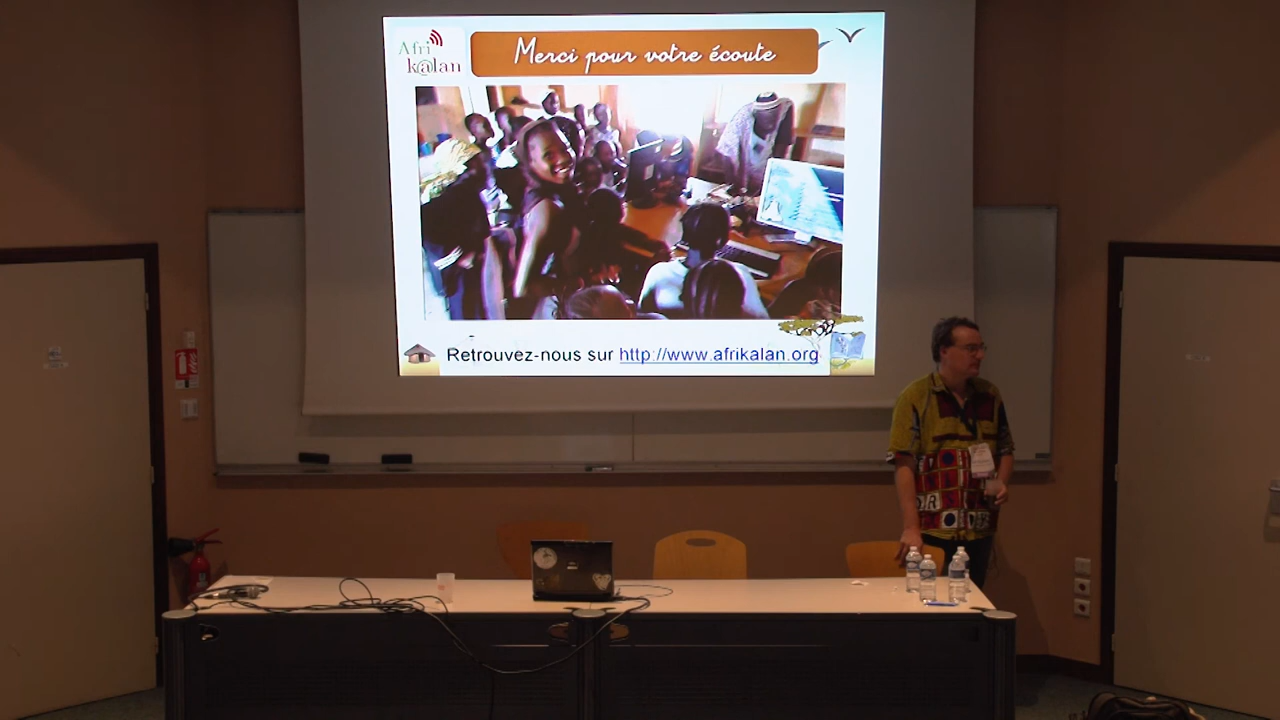 Afri
k@lan
Merci pour votre écoute
Retrouvez-nous sur http://www.afrikalan.org